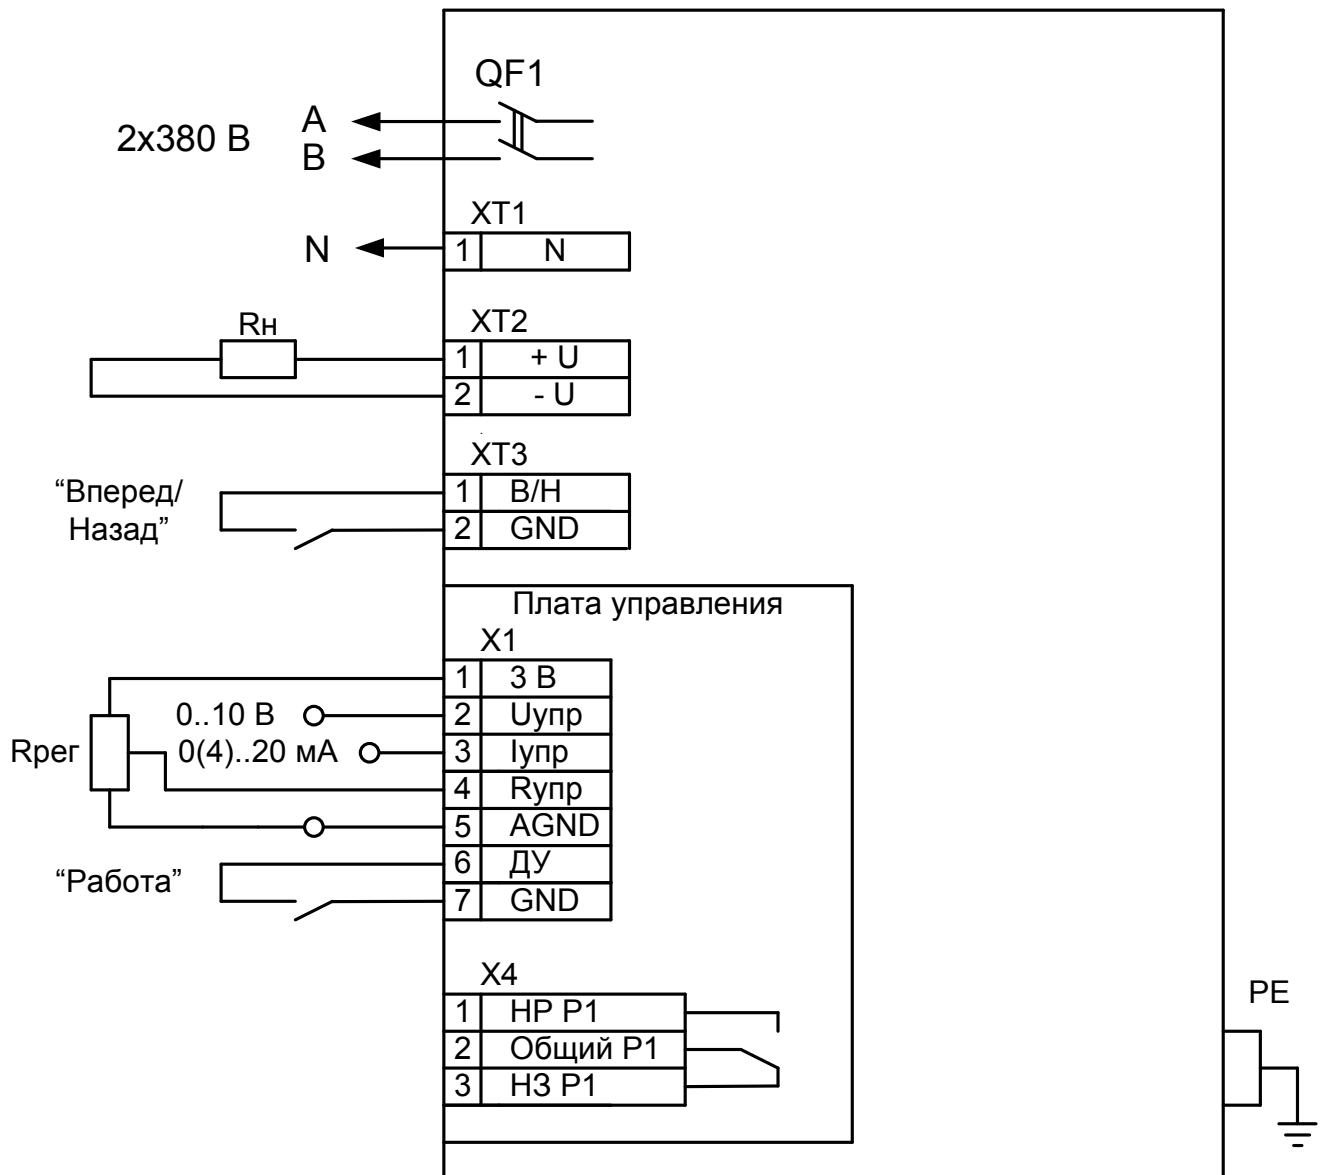 QF1
2x380 В
A
B
XT1
N
1 N
Rн
XT2
1 + U
2 - U
XT3
“Вперед/
Назад”
1 В/Н
2 GND
Плата управления
X1
1 3 В
0..10 В
2 Uупр
Rрег
0(4)..20 мА
3 Iупр
4 Rупр
5 AGND
“Работа”
6 ДУ
7 GND
X4
1 НР Р1
2 Общий Р1
3 НЗ Р1
PE